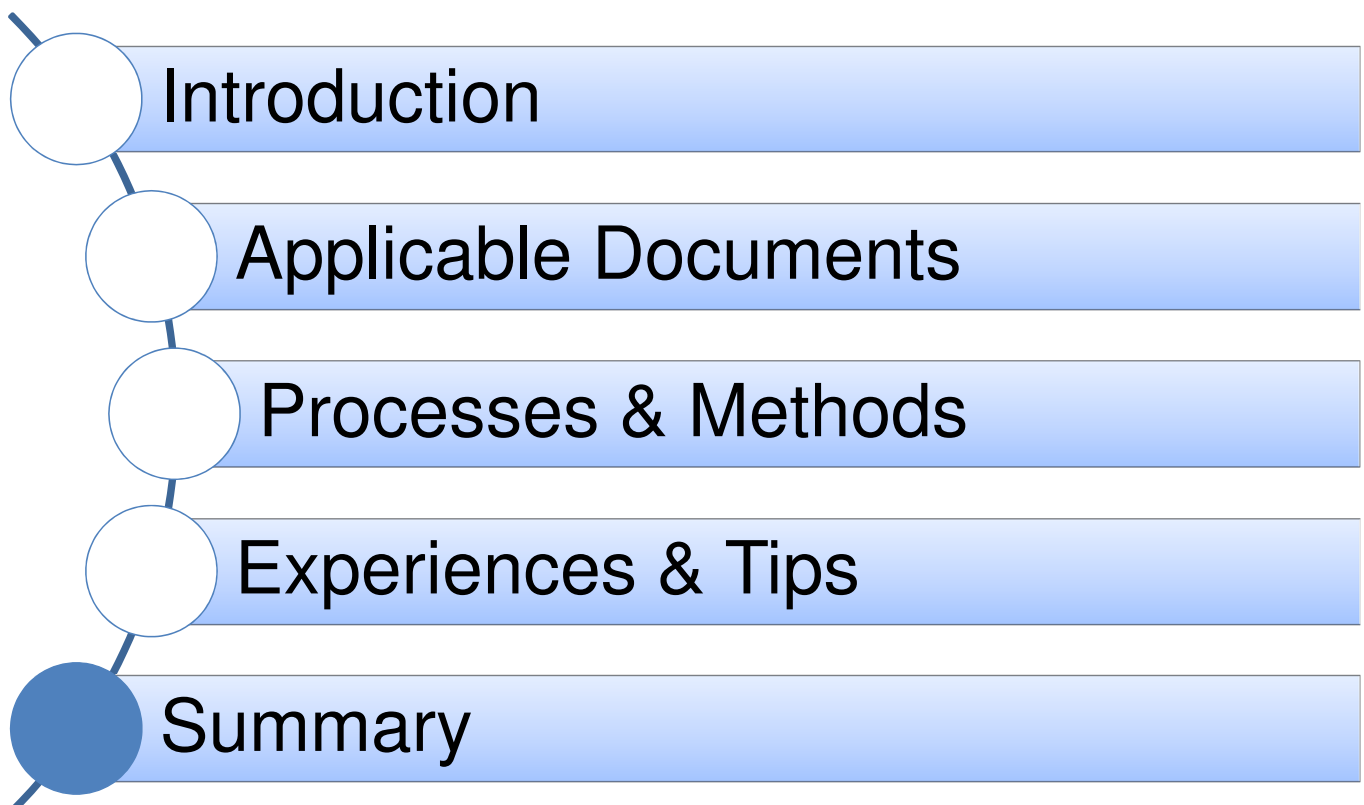 Introduction
Applicable Documents
Processes & Methods
Experiences & Tips
Summary